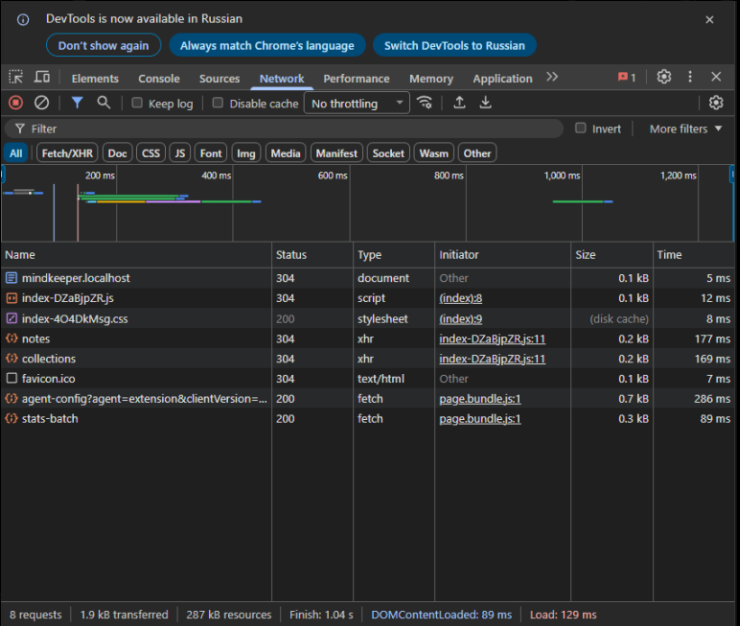 DevTools is now available in Russian
Don't show again Always match Chrome's language Switch DevTools to Russian
Elements Console Sources Network Performance Memory Application 1
Keep log Disable cache No throttling
Filter Invert More filters
All Fetch/XHR Doc CSS JS Font Img Media Manifest Socket Wasm Other
200 ms 400 ms 600 ms 800 ms 1,000 ms 1,200 ms
Name Status Type Initiator Size Time
mindkeeper.localhost 304 document Other 0.1 kB 5 ms
index-DZaBjpZR.js 304 script (index):8 0.1 kB 12 ms
index-4O4DkMsg.css 200 stylesheet (index):9 (disk cache) 8 ms
notes 304 xhr index-DZaBjpZR.js:11 0.2 kB 177 ms
collections 304 xhr index-DZaBjpZR.js:11 0.2 kB 169 ms
favicon.ico 304 text/html Other 0.1 kB 7 ms
agent-config?agent=extension&clientVersion=... 200 fetch page.bundle.js:1 0.7 kB 286 ms
stats-batch 200 fetch page.bundle.js:1 0.3 kB 89 ms
8 requests 1.9 kB transferred 287 kB resources Finish: 1.04 s DOMContentLoaded: 89 ms Load: 129 ms